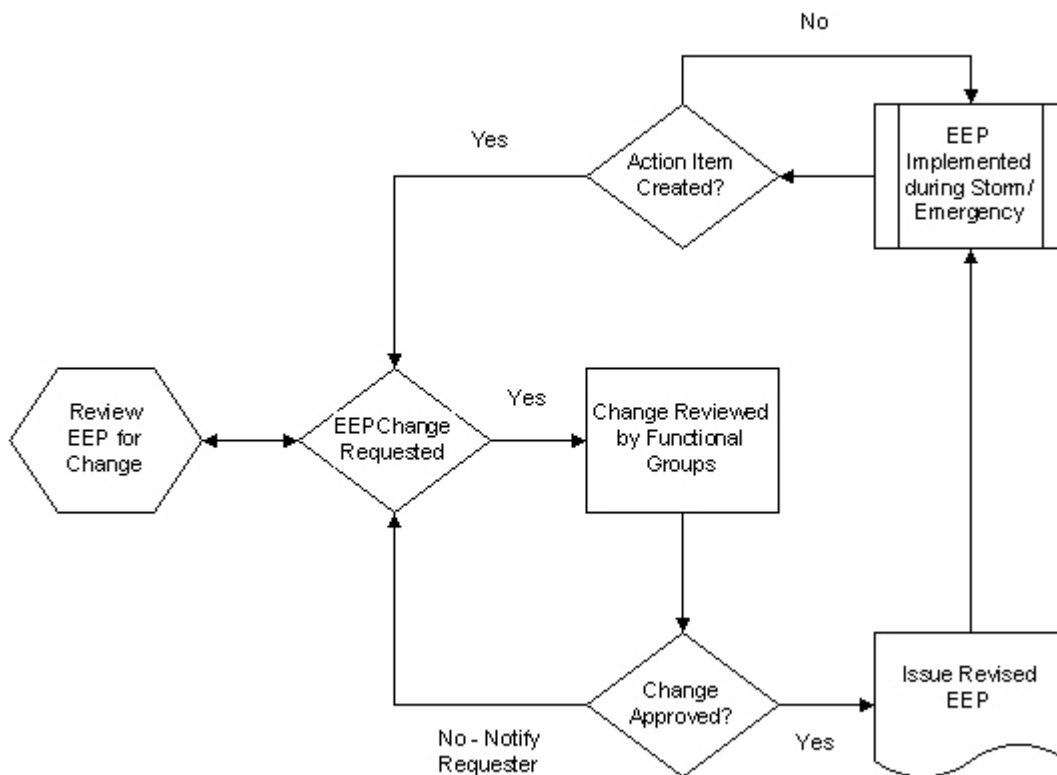 No
EEP
Implemented
during Storm/
Emergency
Action Item
Created?
Yes
Review
EEP for
Change
EEP Change
Requested
Yes
Change Reviewed
by Functional
Groups
Change
Approved?
No - Notify
Requester
Yes
Issue Revised
EEP